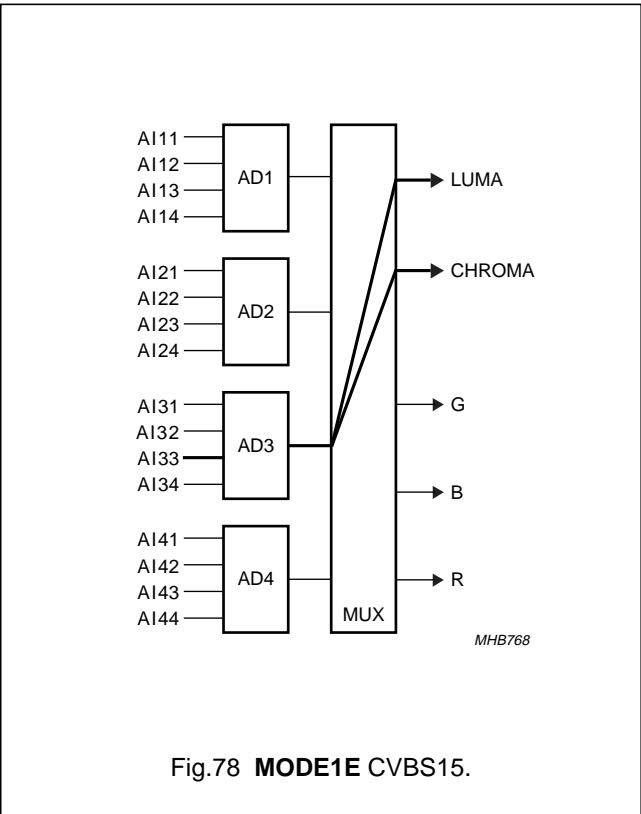 AI11
AI12
AI13
AI14
AD1
AI21
AI22
AI23
AI24
AD2
AI31
AI32
AI33
AI34
AD3
AI41
AI42
AI43
AI44
AD4
MUX
LUMA
CHROMA
G
B
R
MHB768
Fig.78 MODE1E CVBS15.